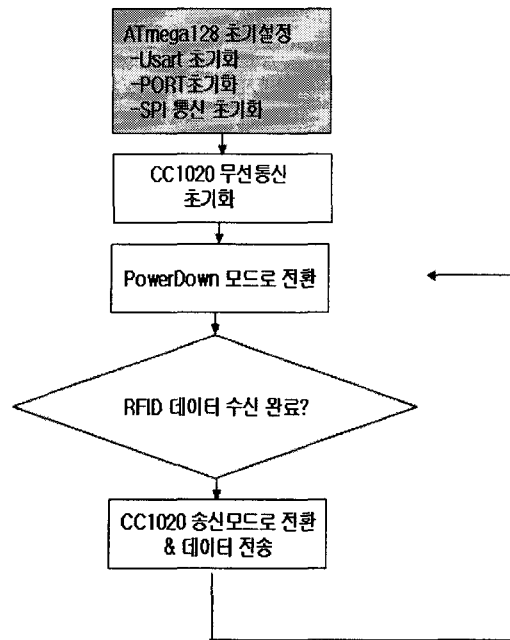 ATmega128 초기설정
-Usart 초기화
-PORT초기화
-SPI 통신 초기화
CC1020 무선통신
초기화
PowerDown 모드로 전환
RFID 데이터 수신 완료?
CC1020 송신모드로 전환
& 데이터 전송